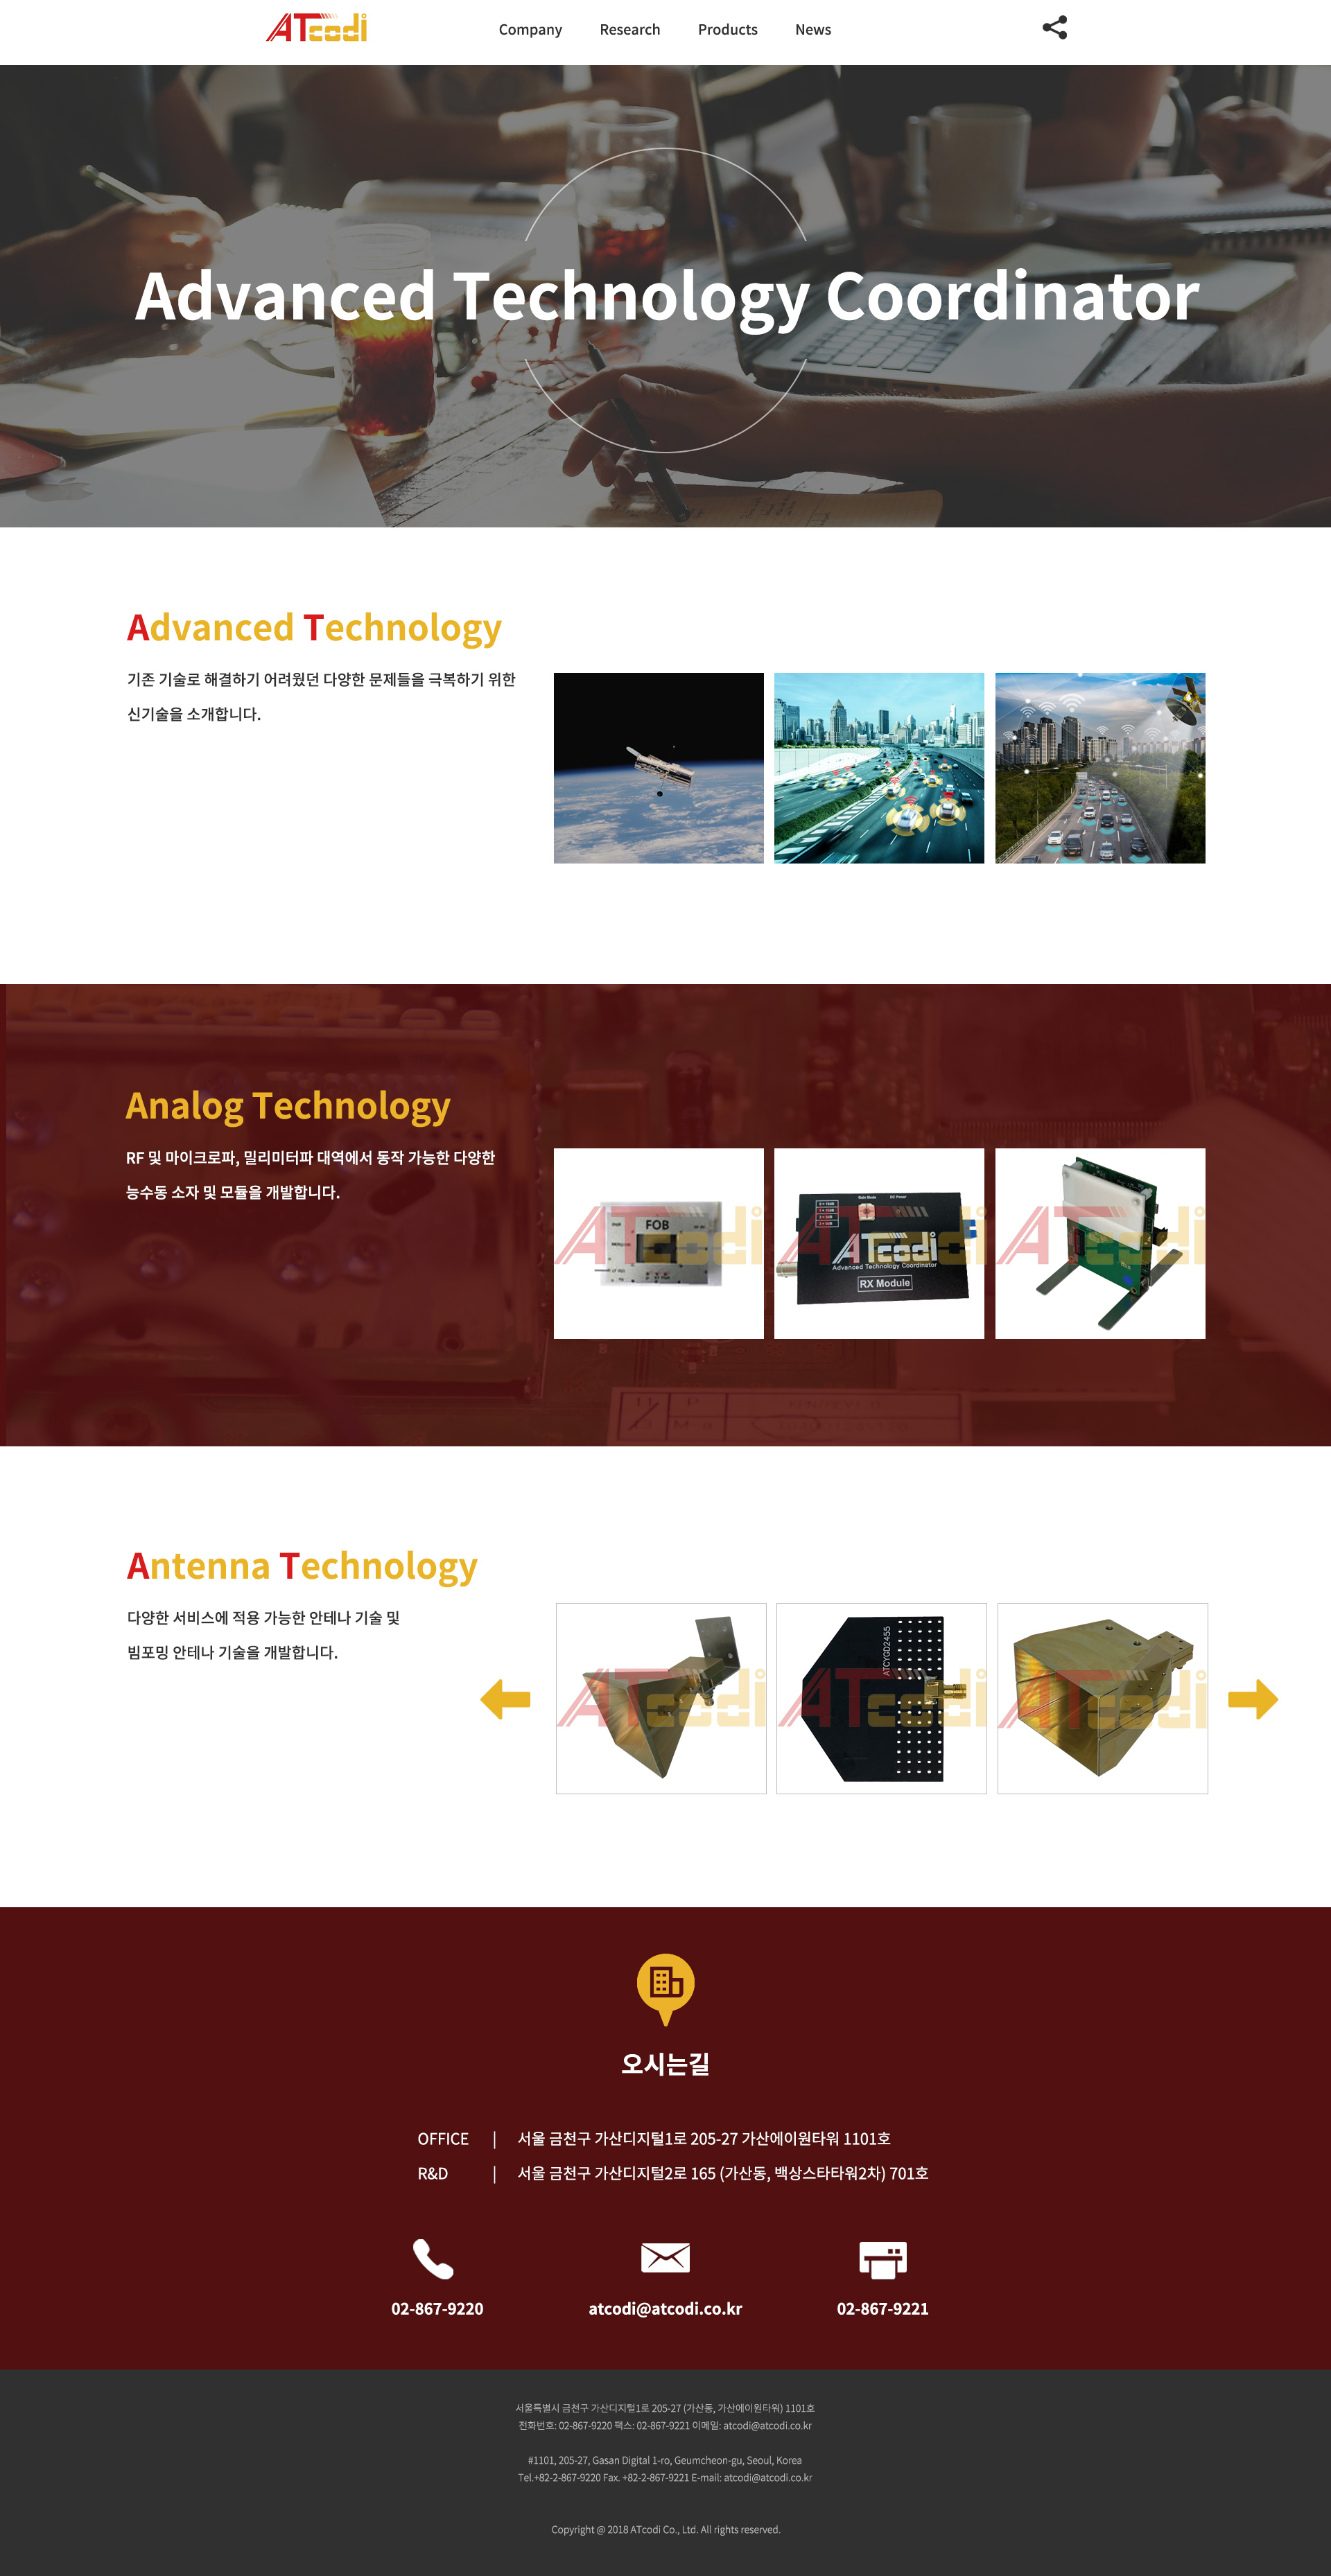 ATcodi
Company Research Products News
Advanced Technology Coordinator
Advanced Technology
기존 기술로 해결하기 어려웠던 다양한 문제들을 극복하기 위한
신기술을 소개합니다.
Analog Technology
RF 및 마이크로파, 밀리미터파 대역에서 동작 가능한 다양한
능수동 소자 및 모듈을 개발합니다.
FOB
ATcodi
Gain Mode
DC Power
ATcodi
Advanced Technology Coordinator
RX Module
ATcodi
ATcodi
Antenna Technology
다양한 서비스에 적용 가능한 안테나 기술 및
빔포밍 안테나 기술을 개발합니다.
ATcodi
ATCYGD2455
ATcodi
ATcodi
오시는길
OFFICE | 서울 금천구 가산디지털1로 205-27 가산에이원타워 1101호
R&D | 서울 금천구 가산디지털2로 165 (가산동, 백상스타타워2차) 701호
02-867-9220
atcodi@atcodi.co.kr
02-867-9221
서울특별시 금천구 가산디지털1로 205-27 (가산동, 가산에이원타워) 1101호
전화번호: 02-867-9220 팩스: 02-867-9221 이메일: atcodi@atcodi.co.kr
#1101, 205-27, Gasan Digital 1-ro, Geumcheon-gu, Seoul, Korea
Tel.+82-2-867-9220 Fax. +82-2-867-9221 E-mail: atcodi@atcodi.co.kr
Copyright @ 2018 ATcodi Co., Ltd. All rights reserved.